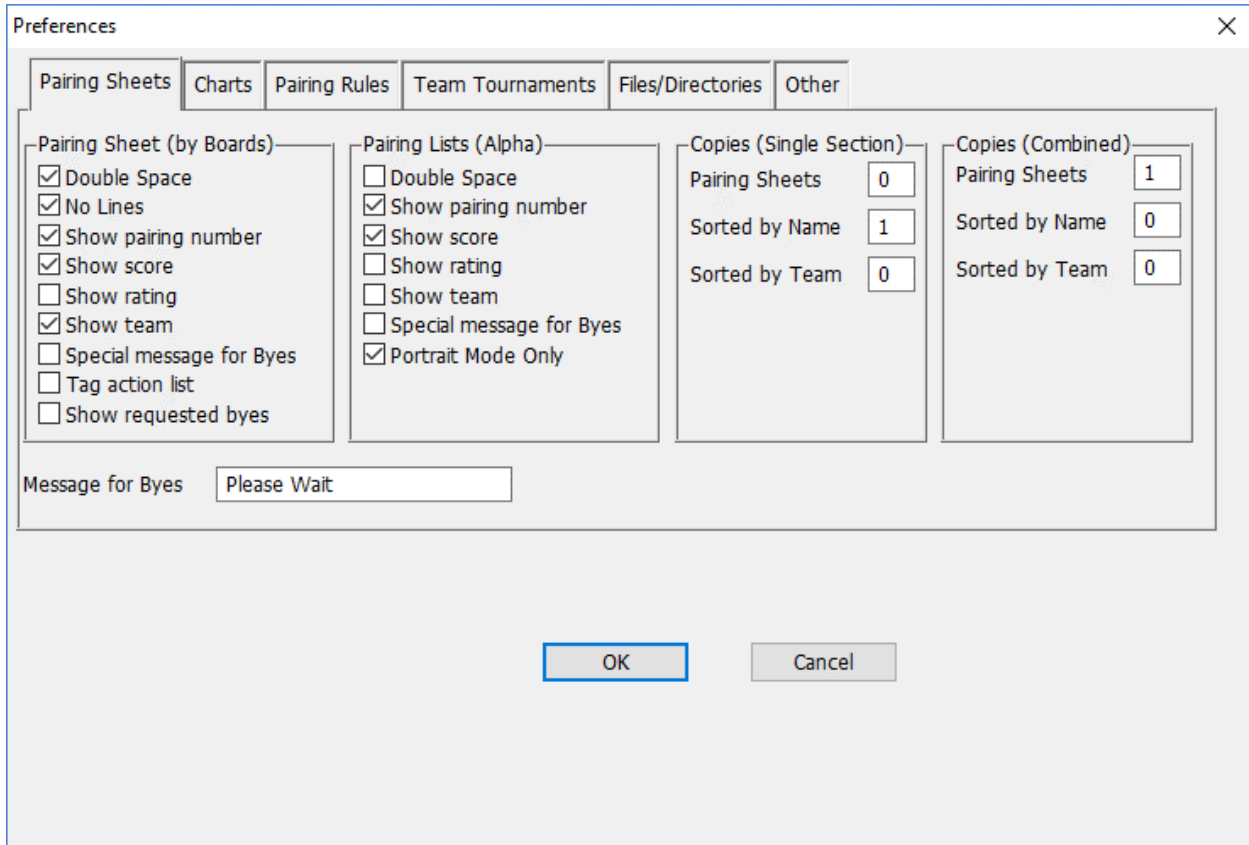 Preferences
Pairing Sheets
Charts
Pairing Rules
Team Tournaments
Files/Directories
Other
Pairing Sheet (by Boards)
Double Space
No Lines
Show pairing number
Show score
Show rating
Show team
Special message for Byes
Tag action list
Show requested byes
Pairing Lists (Alpha)
Double Space
Show pairing number
Show score
Show rating
Show team
Special message for Byes
Portrait Mode Only
Copies (Single Section)
Pairing Sheets 0
Sorted by Name 1
Sorted by Team 0
Copies (Combined)
Pairing Sheets 1
Sorted by Name 0
Sorted by Team 0
Message for Byes Please Wait
OK
Cancel